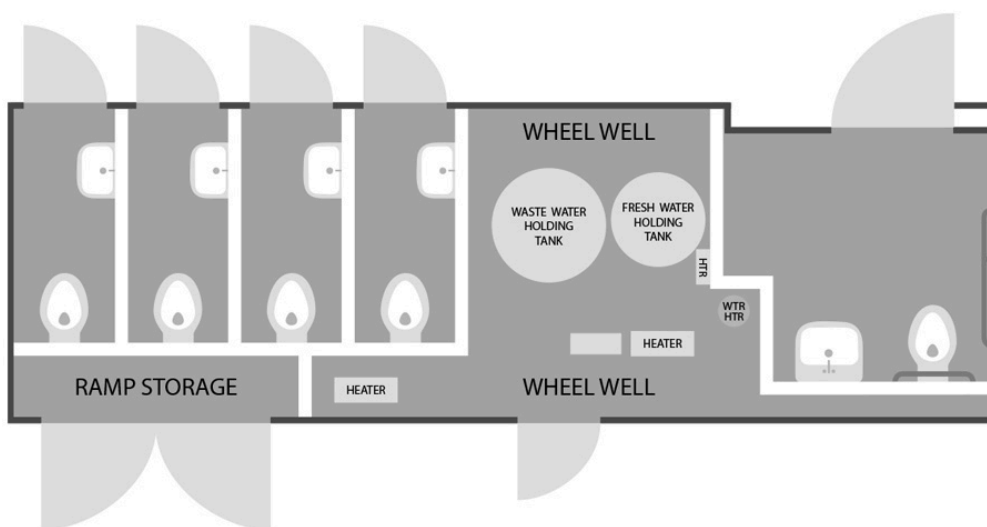 WHEEL WELL
WASTE WATER
HOLDING
TANK
FRESH WATER
HOLDING
TANK
HTR
WTR
HTR
HEATER
RAMP STORAGE
HEATER
WHEEL WELL